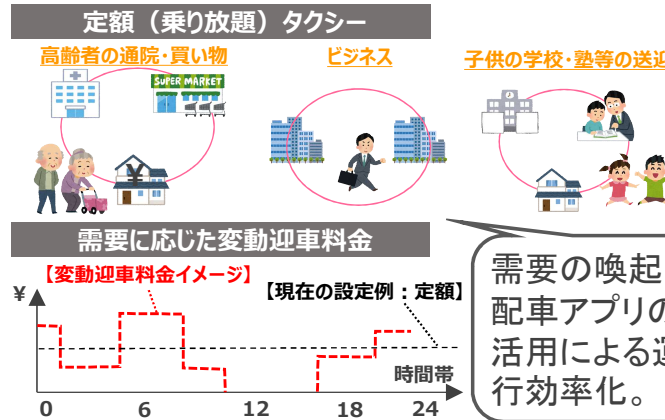 定額（乗り放題）タクシー
高齢者の通院・買い物
ビジネス
子供の学校・塾等の送迎
SUPER MARKET
¥
需要に応じた変動迎車料金
【変動迎車料金イメージ】
【現在の設定例：定額】
¥
時間帯
0 6 12 18 24
需要の喚起
配車アプリの
活用による運
行効率化。